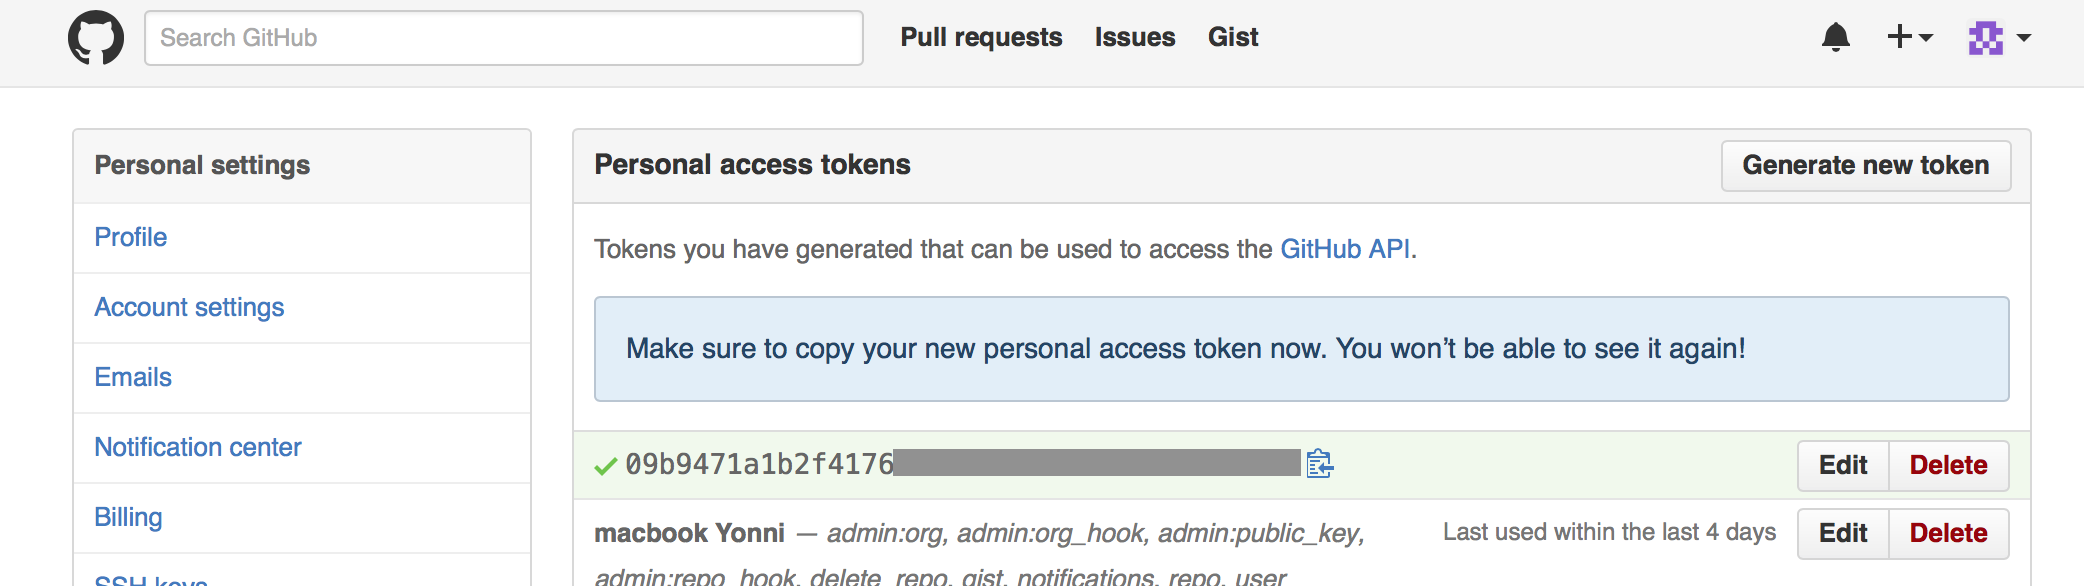 Search GitHub
Pull requests
Issues
Gist
Personal settings
Profile
Account settings
Emails
Notification center
Billing
SSH keys
Personal access tokens
Generate new token
Tokens you have generated that can be used to access the GitHub API.
Make sure to copy your new personal access token now. You won’t be able to see it again!
09b9471a1b2f4176
Edit
Delete
macbook Yonni — admin:org, admin:org_hook, admin:public_key,
admin:repo_hook, delete_repo, gist, notifications, repo, user
Last used within the last 4 days
Edit
Delete